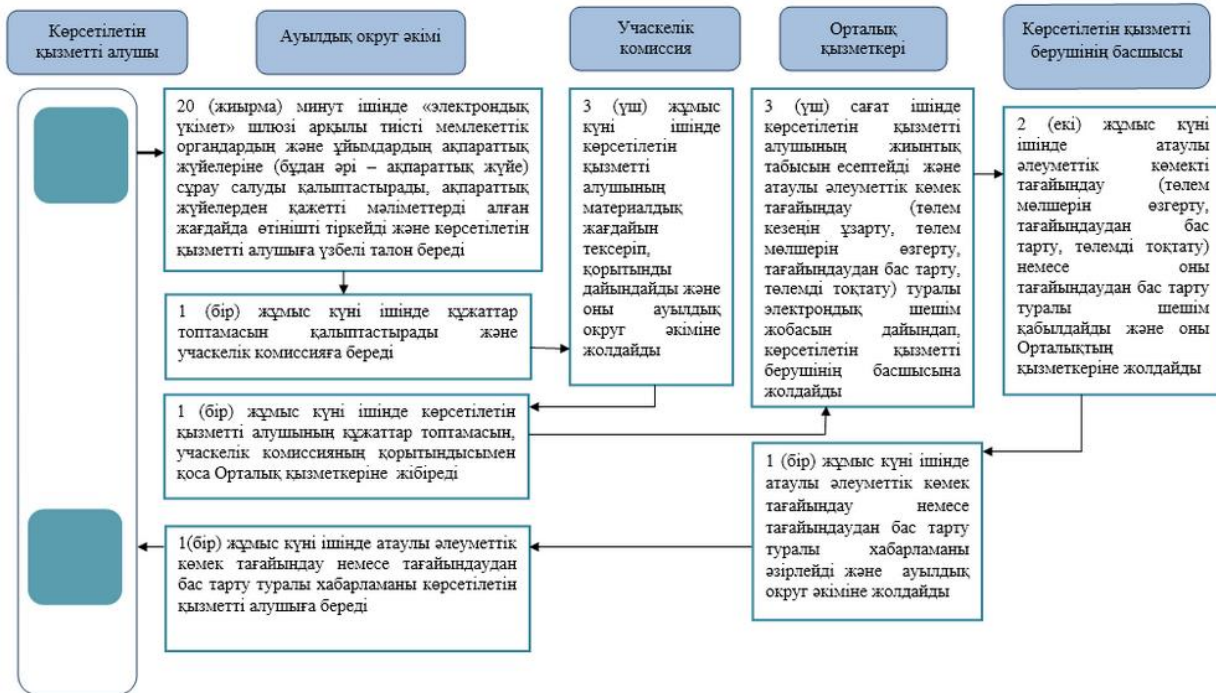 Көрсетілетін
қызметті алушы
Ауылдық округ әкімі
Учаскелік
комиссия
Орталық
қызметкері
Көрсетілетін қызметті
берушінің басшысы
20 (жиырма) минут ішінде «электрондық
үкімет» шлюзі арқылы тиісті мемлекеттік
органдардың және ұйымдардың ақпараттық
жүйелеріне (бұдан әрі – ақпараттық жүйе)
сұрау салуды қалыптастырады, ақпараттық
жүйелерден қажетті мәліметтерді алған
жағдайда өтінішті тіркейді және көрсетілетін
қызметті алушыға үзбелі талон береді
1 (бір) жұмыс күні ішінде құжаттар
топтамасын қалыптастырады және
учаскелік комиссияға береді
3 (үш) жұмыс
күні ішінде
көрсетілетін
қызметті
алушының
материалдық
жағдайын
тексеріп,
қорытынды
дайындайды және
оны ауылдық
округ әкіміне
жолдайды
1 (бір) жұмыс күні ішінде көрсетілетін
қызметті алушының құжаттар топтамасын,
учаскелік комиссияның қорытындысымен
қоса Орталық қызметкеріне жібіреді
3 (үш) сағат ішінде
көрсетілетін қызметті
алушының жиынтық
табысын есептейді және
атаулы әлеуметтік көмек
тағайындау (төлем
кезеңін ұзарту, төлем
мөлшерін өзгерту,
тағайындаудан бас тарту,
төлемді тоқтату) туралы
электрондық шешім
жобасын дайындап,
көрсетілетін қызметті
берушінің басшысына
жолдайды
2 (екі) жұмыс күні
ішінде атаулы
әлеуметтік көмекті
тағайындау (төлем
мөлшерін өзгерту,
тағайындаудан бас
тарту, төлемді тоқтату)
немесе оны
тағайындаудан бас тарту
туралы шешім
қабылдайды және оны
Орталықтың
қызметкеріне жолдайды
1 (бір) жұмыс күні ішінде
атаулы әлеуметтік көмек
тағайындау немесе
тағайындаудан бас тарту
туралы хабарламаны
әзірлейді және ауылдық
округ әкіміне жолдайды
1(бір) жұмыс күні ішінде атаулы әлеуметтік
көмек тағайындау немесе тағайындаудан
бас тарту туралы хабарламаны көрсетілетін
қызметті алушыға береді